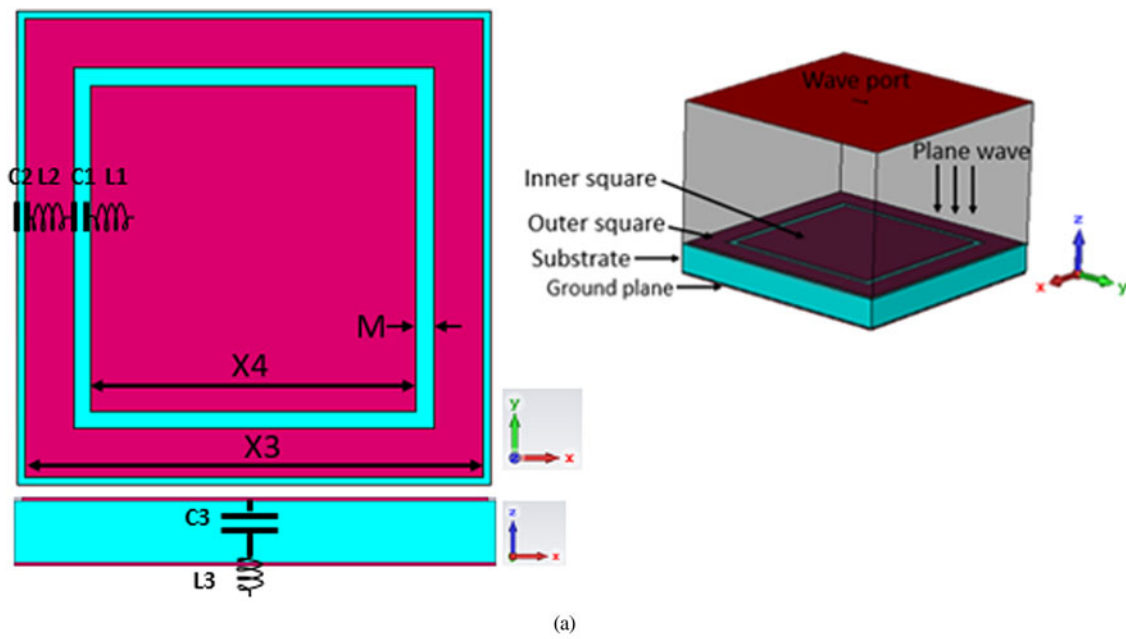 C2 L2 C1 L1
M
X4
X3
y
x
C3
L3
z
x
Wave port
Plane wave
Inner square
Outer square
Substrate
Ground plane
z
x
y
(a)